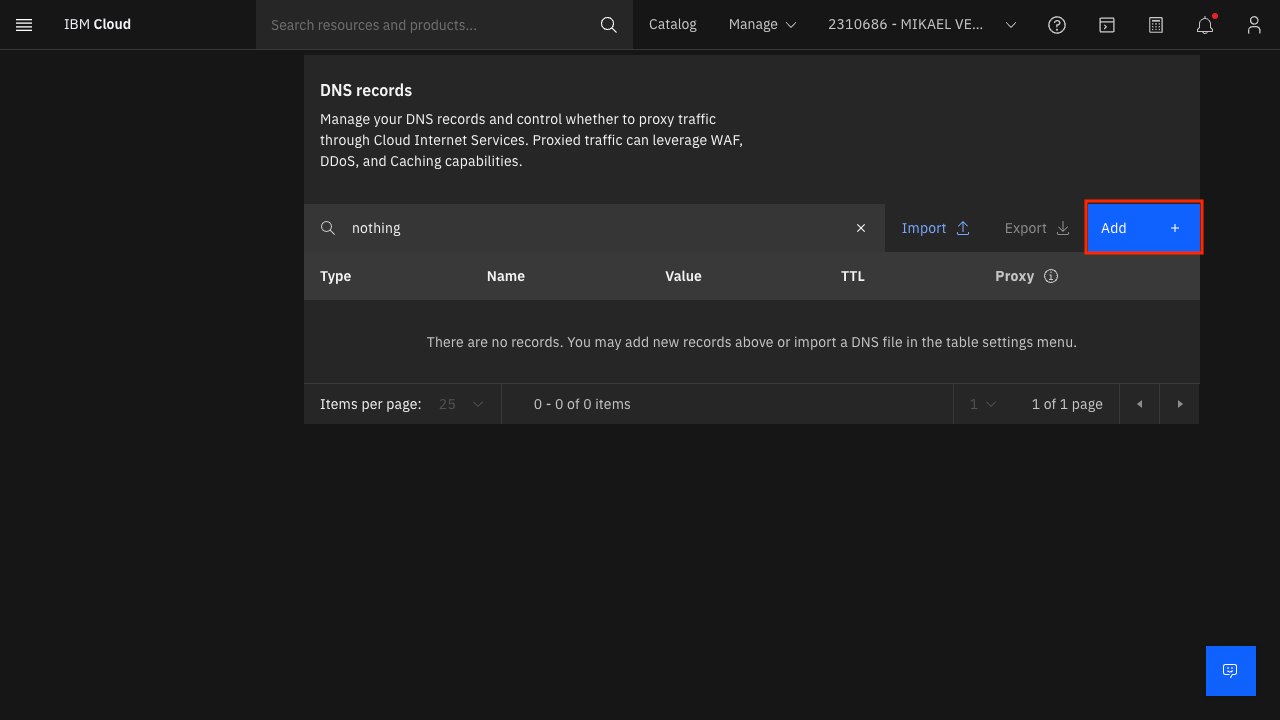 IBM Cloud
Search resources and products...
Catalog
Manage
2310686 - MIKAEL VE...
DNS records
Manage your DNS records and control whether to proxy traffic
through Cloud Internet Services. Proxied traffic can leverage WAF,
DDoS, and Caching capabilities.
nothing
Import
Export
Add +
Type Name Value TTL Proxy
There are no records. You may add new records above or import a DNS file in the table settings menu.
Items per page: 25
0 - 0 of 0 items
1
1 of 1 page